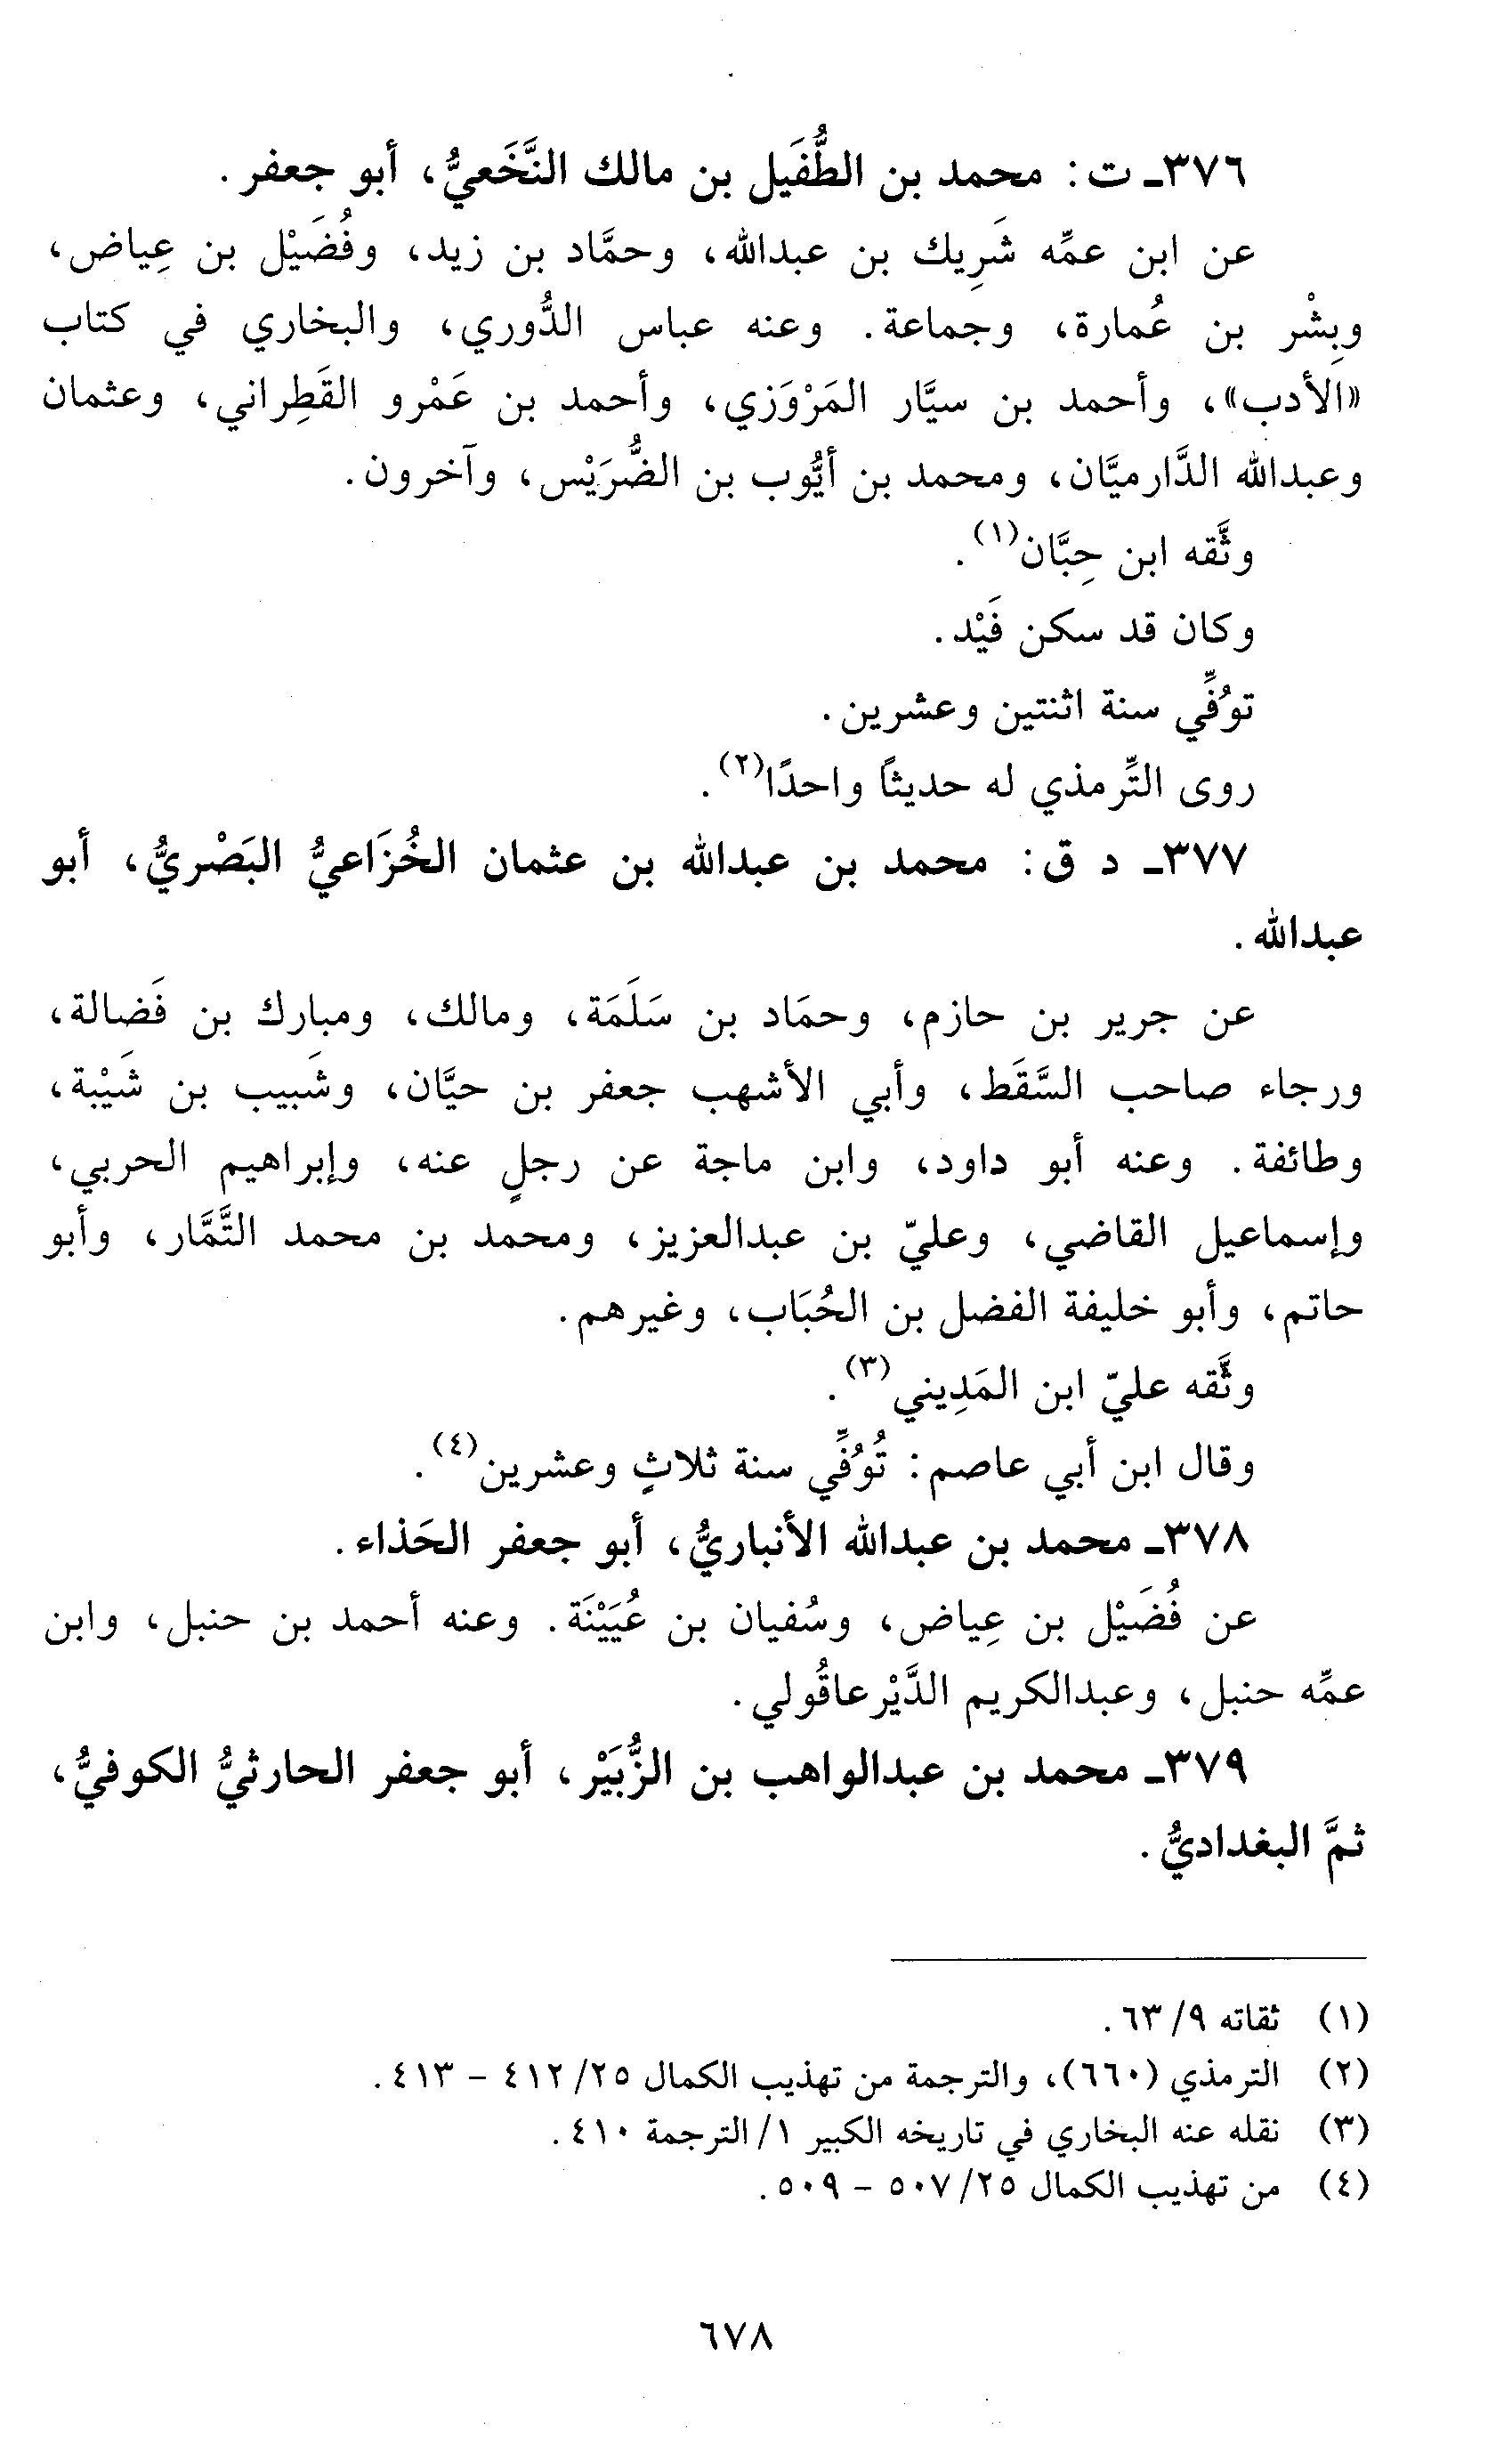 ٣٧٦ـ ت: محمد بن الطُّفَيل بن مالك النَّخَعيُّ، أبو جعفر.
عن ابن عمِّه شَرِيك بن عبدالله، وحمَّاد بن زيد، وفُضَيْل بن عِياض،
وبِشْر بن عُمارة، وجماعة. وعنه عباس الدُّوري، والبخاري في كتاب
«الأدب»، وأحمد بن سيَّار المَرْوَزي، وأحمد بن عَمْرو القَطِراني، وعثمان
وعبدالله الدَّارميَّان، ومحمد بن أيُّوب بن الضُّرَيْس، وآخرون.
وثَّقه ابن حِبَّان(١).
وكان قد سكن فَيْد.
توُفِّي سنة اثنتين وعشرين.
روى التِّرمذي له حديثاً واحدًا(٢).
٣٧٧ـ د ق: محمد بن عبدالله بن عثمان الخُزَاعيُّ البَصْريُّ، أبو
عبدالله.
عن جرير بن حازم، وحمَاد بن سَلَمَة، ومالك، ومبارك بن فَضالة،
ورجاء صاحب السَّقَط، وأبي الأشهب جعفر بن حيَّان، وشَبيب بن شَيْبة،
وطائفة. وعنه أبو داود، وابن ماجة عن رجلٍ عنه، وإبراهيم الحربي،
وإسماعيل القاضي، وعليّ بن عبدالعزيز، ومحمد بن محمد التَّمَّار، وأبو
حاتم، وأبو خليفة الفضل بن الحُبَاب، وغيرهم.
وثَّقه عليّ ابن المَدِيني(٣).
وقال ابن أبي عاصم: تُوُفِّي سنة ثلاثٍ وعشرين(٤).
٣٧٨ـ محمد بن عبدالله الأنباريُّ، أبو جعفر الحَذاء.
عن فُضَيْل بن عِياض، وسُفيان بن عُيَيْنَة. وعنه أحمد بن حنبل، وابن
عمِّه حنبل، وعبدالكريم الدَّيْرعاقُولي.
٣٧٩ـ محمد بن عبدالواهب بن الزُّبَيْر، أبو جعفر الحارثيُّ الكوفيُّ،
ثمَّ البغداديُّ.
(١) ثقاته ٩/ ٦٣.
(٢) الترمذي (٦٦٠)، والترجمة من تهذيب الكمال ٢٥/ ٤١٢ - ٤١٣.
(٣) نقله عنه البخاري في تاريخه الكبير ١/ الترجمة ٤١٠.
(٤) من تهذيب الكمال ٢٥/ ٥٠٧ - ٥٠٩.
٦٧٨